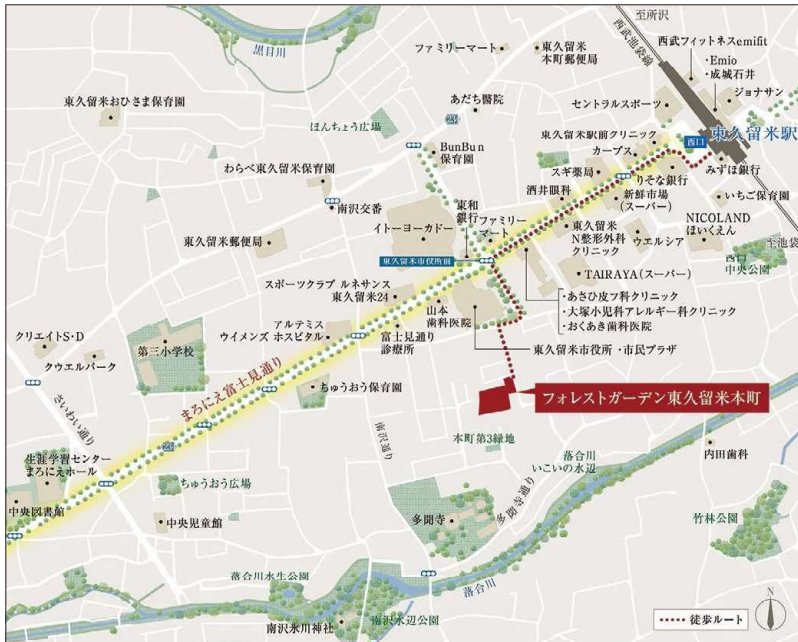 至所沢
西武池袋線
西武フィットネスemifit
・Emio
・成城石井
ジョナサン
黒目川
ファミリーマート
東久留米
本町郵便局
東久留米おひさま保育園
あだち醫院
セントラルスポーツ
ほんちょう広場
23
東久留米駅前クリニック
西口
東久留米駅
BunBun
保育園
カーブス
みずほ銀行
わらべ東久留米保育園
スギ薬局
りそな銀行
いちご保育園
南沢交番
東和
銀行
酒井眼科
新鮮市場
(スーパー)
イトーヨーカドー
ファミリー
マート
NICOLAND
ほいくえん
東久留米郵便局
東久留米
N整形外科
クリニック
ウエルシア
至池袋
東久留米市役所前
西口
中央公園
スポーツクラブ ルネサンス
東久留米24
TAIRAYA(スーパー)
山本
歯科医院
・あさひ皮フ科クリニック
・大塚小児科アレルギー科クリニック
・おくあき歯科医院
クリエイトS・D
アルテミス
ウイメンズ ホスピタル
富士見通り
診療所
東久留米市役所・市民プラザ
クウエルパーク
第三小学校
まろにえ富士見通り
ちゅうおう保育園
フォレストガーデン東久留米本町
さいわい通り
南沢通り
本町第3緑地
落合川
いこいの水辺
内田歯科
23
生涯学習センター
まろにえホール
ちゅうおう広場
多聞寺通り
中央図書館
中央児童館
多聞寺
竹林公園
落合川水生公園
落合川
南沢氷川神社
南沢水辺公園
徒歩ルート
N